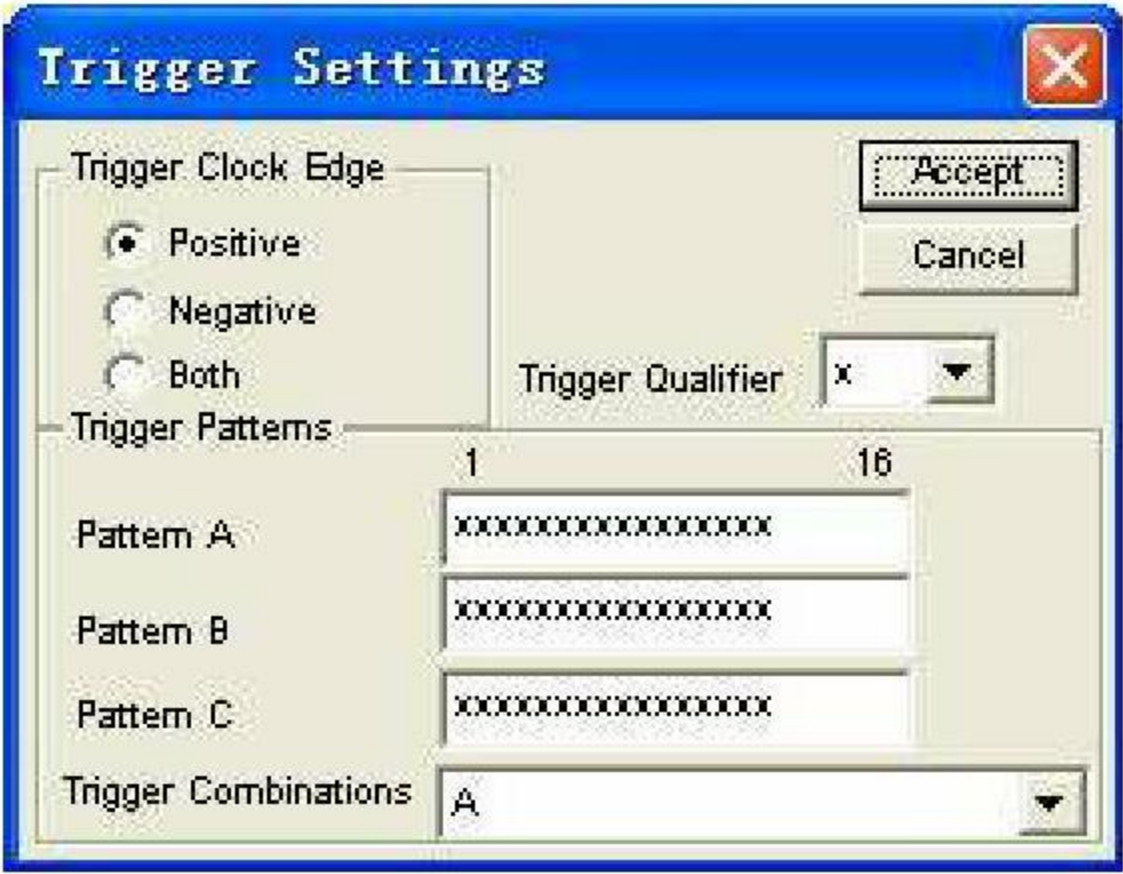 Trigger Settings
Trigger Clock Edge
Accept
Positive
Cancel
Negative
Both
Trigger Qualifier x
Trigger Patterns
1 16
Pattern A xxxxxxxxxxxxxxxx
Pattern B xxxxxxxxxxxxxxxx
Pattern C xxxxxxxxxxxxxxxx
Trigger Combinations A